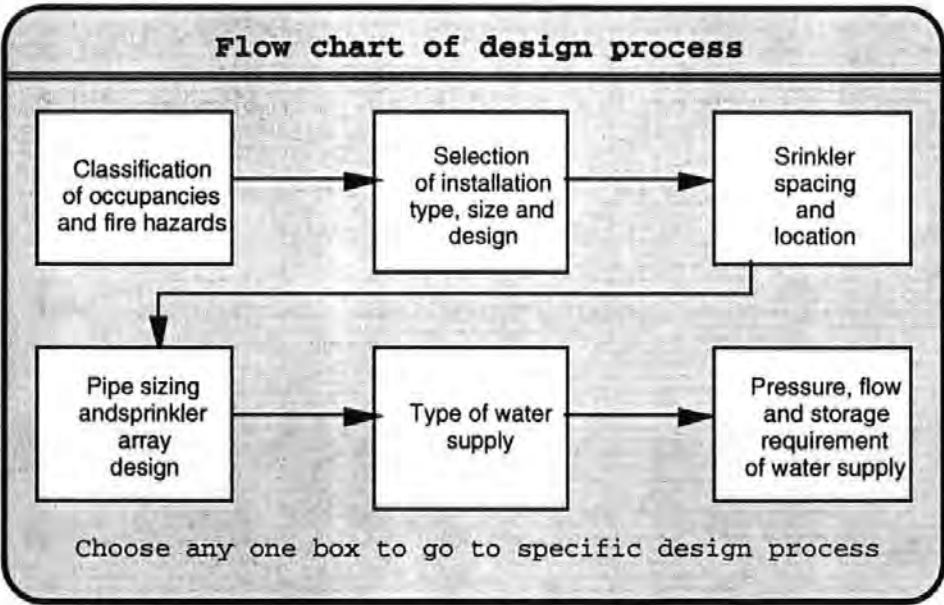 Flow chart of design process
Classification
of occupancies
and fire hazards
Selection
of installation
type, size and
design
Srinkler
spacing
and
location
Pipe sizing
andsprinkler
array
design
Type of water
supply
Pressure, flow
and storage
requirement
of water supply
Choose any one box to go to specific design process